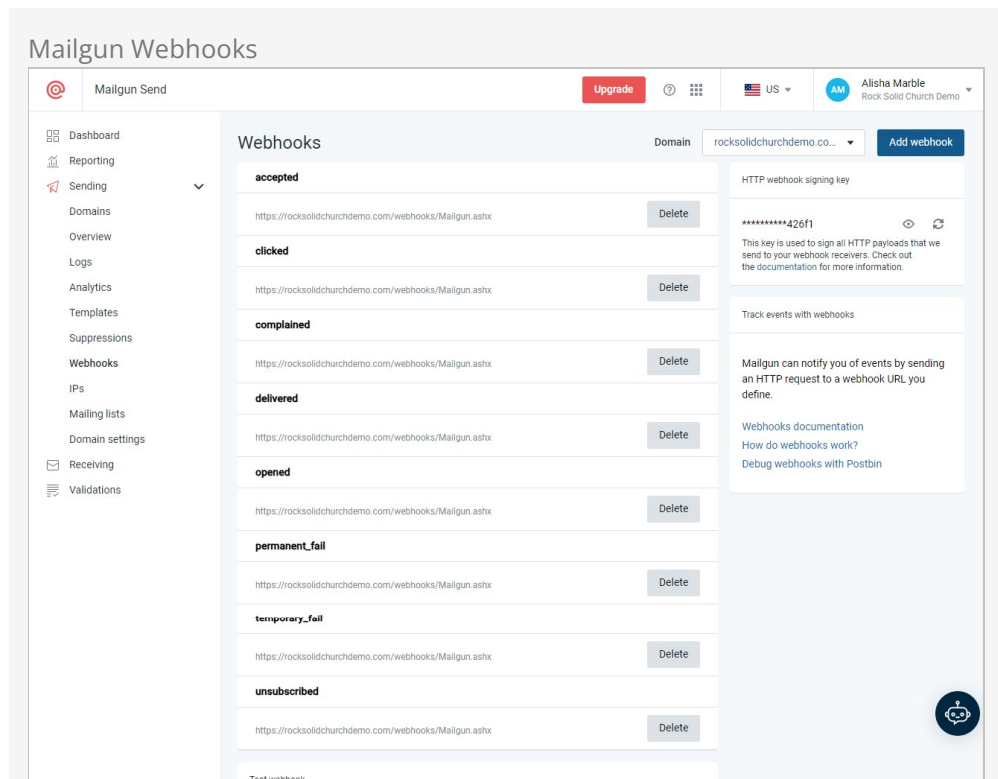 Mailgun Webhooks
Mailgun Send
Upgrade
US
AM
Alisha Marble
Rock Solid Church Demo
Dashboard
Reporting
Sending
Domains
Overview
Logs
Analytics
Templates
Suppressions
Webhooks
IPs
Mailing lists
Domain settings
Receiving
Validations
Webhooks
Domain
rocksolidchurchdemo.co...
Add webhook
accepted
https://rocksolidchurchdemo.com/webhooks/Mailgun.ashx
Delete
clicked
https://rocksolidchurchdemo.com/webhooks/Mailgun.ashx
Delete
complained
https://rocksolidchurchdemo.com/webhooks/Mailgun.ashx
Delete
delivered
https://rocksolidchurchdemo.com/webhooks/Mailgun.ashx
Delete
opened
https://rocksolidchurchdemo.com/webhooks/Mailgun.ashx
Delete
permanent_fail
https://rocksolidchurchdemo.com/webhooks/Mailgun.ashx
Delete
temporary_fail
https://rocksolidchurchdemo.com/webhooks/Mailgun.ashx
Delete
unsubscribed
https://rocksolidchurchdemo.com/webhooks/Mailgun.ashx
Delete
Test webhook
HTTP webhook signing key
**********426f1
This key is used to sign all HTTP payloads that we
send to your webhook receivers. Check out
the documentation for more information.
Track events with webhooks
Mailgun can notify you of events by sending
an HTTP request to a webhook URL you
define.
Webhooks documentation
How do webhooks work?
Debug webhooks with Postbin